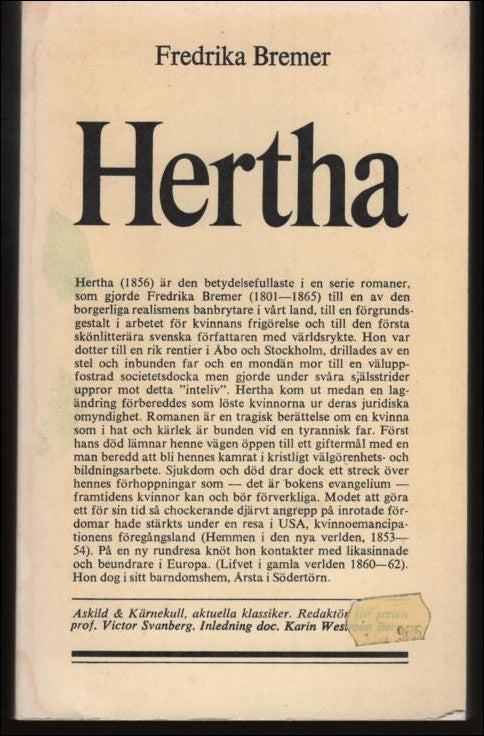 Fredrika Bremer
Hertha
Hertha (1856) är den betydelsefullaste i en serie romaner,
som gjorde Fredrika Bremer (1801—1865) till en av den
borgerliga realismens banbrytare i vårt land, till en förgrunds-
gestalt i arbetet för kvinnans frigörelse och till den första
skönlitterära svenska författaren med världsrykte. Hon var
dotter till en rik rentier i Åbo och Stockholm, drillades av en
stel och inbunden far och en mondän mor till en väluppfostrad
fostrad societetsdocka men gjorde under svåra själsstrider
uppror mot detta "inteliv". Hertha kom ut medan en lag-
ändring förbereddes som löste kvinnorna ur deras juridiska
omyndighet. Romanen är en tragisk berättelse om en kvinna
som i hat och kärlek är bunden vid en tyrannisk far. Först
hans död lämnar henne vägen öppen till ett giftermål med en
man beredd att bli hennes kamrat i kristligt välgörenhets- och
bildningsarbete. Sjukdom och död drar dock ett streck över
hennes förhoppningar som — det är bokens evangelium —
framtidens kvinnor kan och bör förverkliga. Modet att göra
ett för sin tid så chockerande djärvt angrepp på inrotade för-
domar hade stärkts under en resa i USA, kvinnoemancipa-
tionens föregångsland (Hemmen i den nya verlden, 1853—
54). På en ny rundresa knöt hon kontakter med likasinnade
och beundrare i Europa. (Lifvet i gamla verlden 1860—62).
Hon dog i sitt barndomshem, Årsta i Södertörn.
Askild & Kärnekull, aktuella klassiker. Redaktör för serien
prof. Victor Svanberg. Inledning doc. Karin Wes